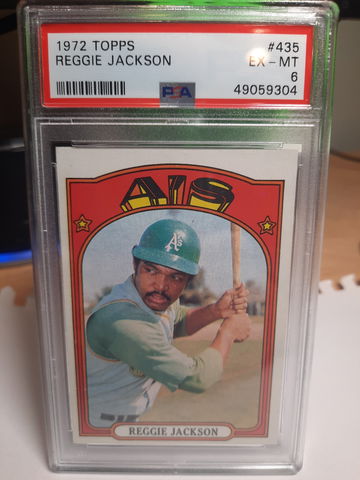 1972 TOPPS #435
REGGIE JACKSON EX-MT
6
PSA 49059304
A'S
A's
REGGIE JACKSON